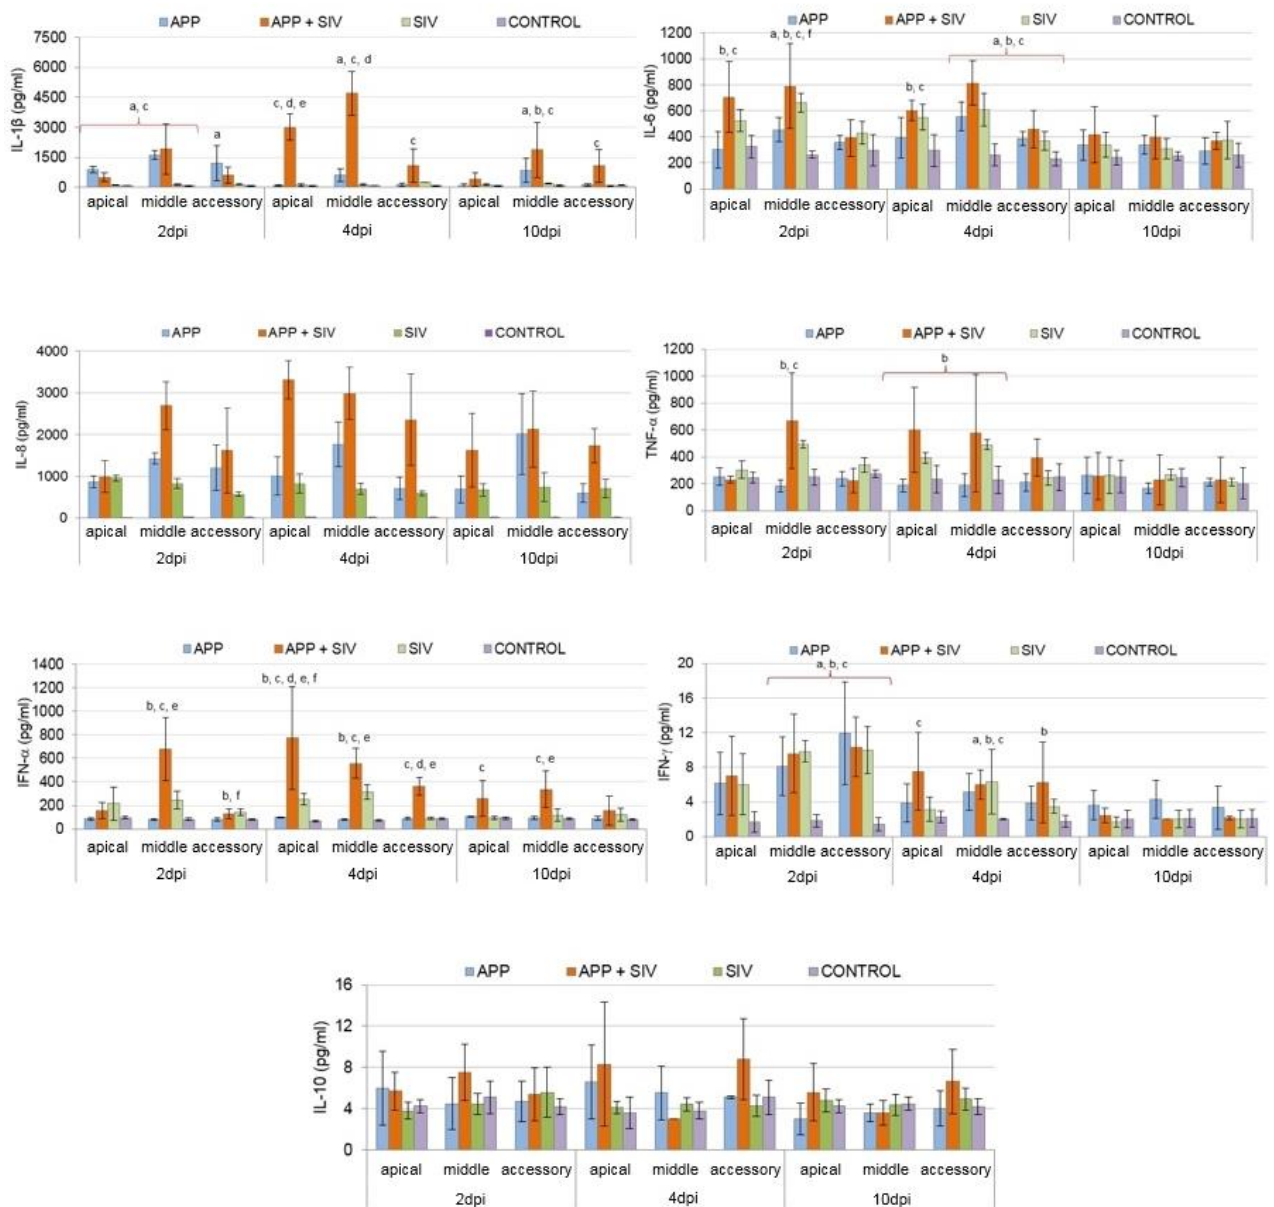 APP APP + SIV SIV CONTROL
IL-1β (pg/ml)
7500
6000
4500
3000
1500
0
a, c
a
c, d, e
a, c, d
c
a, b, c
c
apical middle accessory apical middle accessory apical middle accessory
2dpi 4dpi 10dpi
APP APP + SIV SIV CONTROL
IL-6 (pg/ml)
1200
1000
800
600
400
200
0
b, c
a, b, c, f
b, c
a, b, c
apical middle accessory apical middle accessory apical middle accessory
2dpi 4dpi 10dpi
APP APP + SIV SIV CONTROL
IL-8 (pg/ml)
4000
3000
2000
1000
0
apical middle accessory apical middle accessory apical middle accessory
2dpi 4dpi 10dpi
APP APP + SIV SIV CONTROL
TNF-α (pg/ml)
1200
1000
800
600
400
200
0
b, c
b
apical middle accessory apical middle accessory apical middle accessory
2dpi 4dpi 10dpi
APP APP + SIV SIV CONTROL
IFN-α (pg/ml)
1400
1200
1000
800
600
400
200
0
b, c, e
b, f
b, c, d, e, f
b, c, e
c, d, e
c
c, e
apical middle accessory apical middle accessory apical middle accessory
2dpi 4dpi 10dpi
APP APP + SIV SIV CONTROL
IFN-γ (pg/ml)
20
16
12
8
4
0
a, b, c
c
a, b, c
b
apical middle accessory apical middle accessory apical middle accessory
2dpi 4dpi 10dpi
APP APP + SIV SIV CONTROL
IL-10 (pg/ml)
16
12
8
4
0
apical middle accessory apical middle accessory apical middle accessory
2dpi 4dpi 10dpi